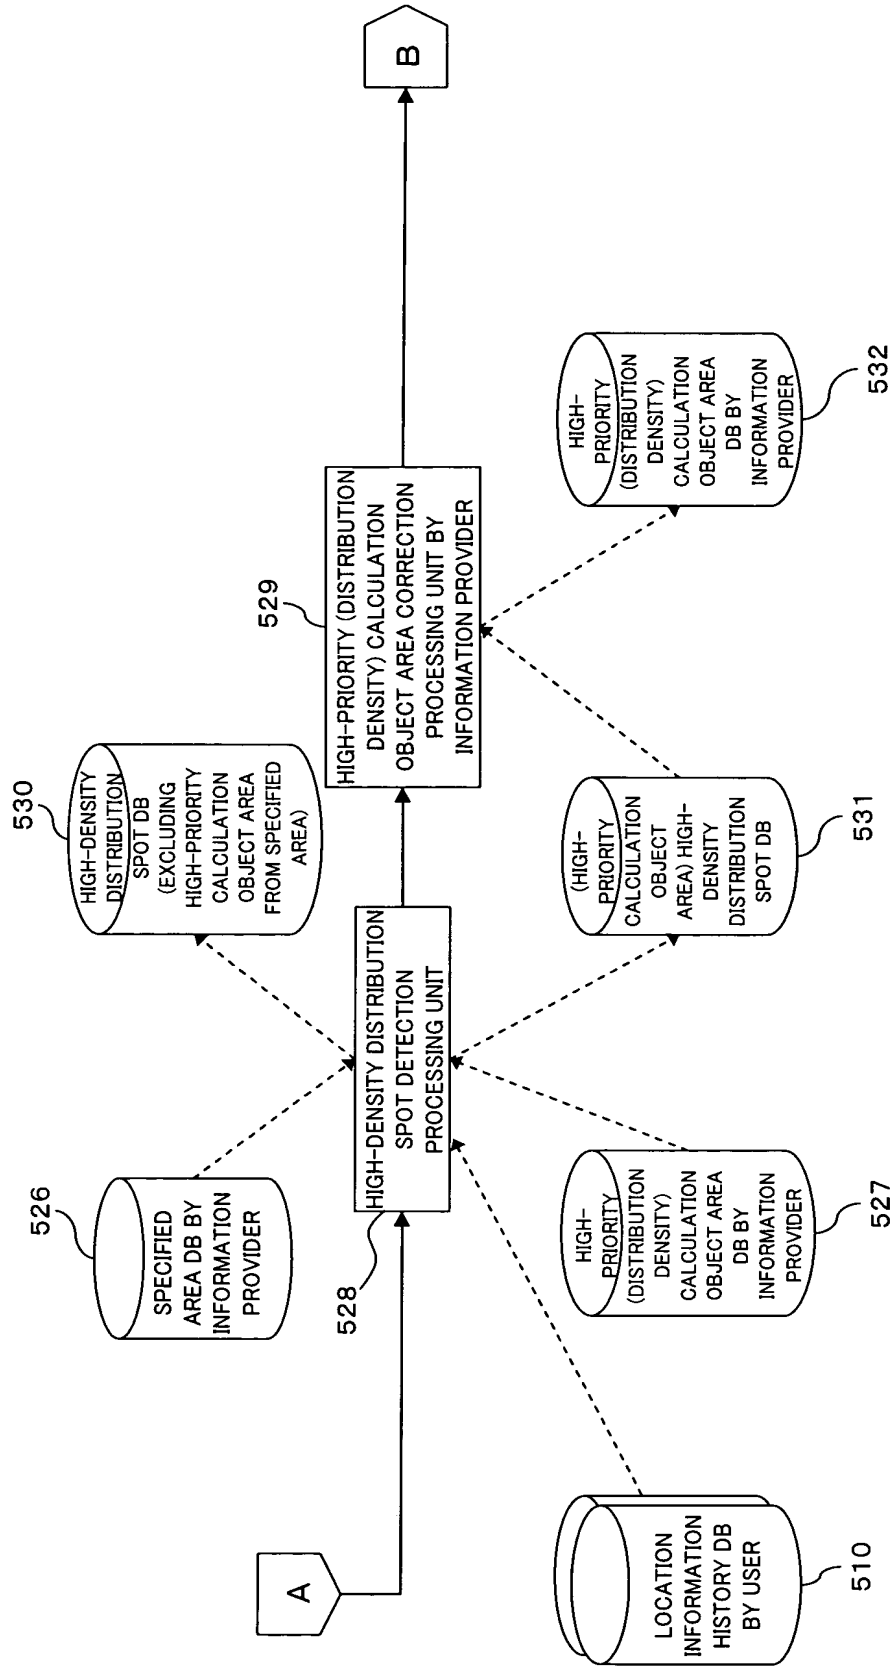 A
B
526
SPECIFIED
AREA DB BY
INFORMATION
PROVIDER
530
HIGH-DENSITY
DISTRIBUTION
SPOT DB
(EXCLUDING
HIGH-PRIORITY
CALCULATION
OBJECT AREA
FROM SPECIFIED
AREA)
528
HIGH-DENSITY DISTRIBUTION
SPOT DETECTION
PROCESSING UNIT
529
HIGH-PRIORITY (DISTRIBUTION
DENSITY) CALCULATION
OBJECT AREA CORRECTION
PROCESSING UNIT BY
INFORMATION PROVIDER
LOCATION
INFORMATION
HISTORY DB
BY USER
510
HIGH-
PRIORITY
(DISTRIBUTION
DENSITY)
CALCULATION
OBJECT AREA
DB BY
INFORMATION
PROVIDER
527
(HIGH-
PRIORITY
CALCULATION
OBJECT
AREA) HIGH-
DENSITY
DISTRIBUTION
SPOT DB
531
HIGH-
PRIORITY
(DISTRIBUTION
DENSITY)
CALCULATION
OBJECT AREA
DB BY
INFORMATION
PROVIDER
532